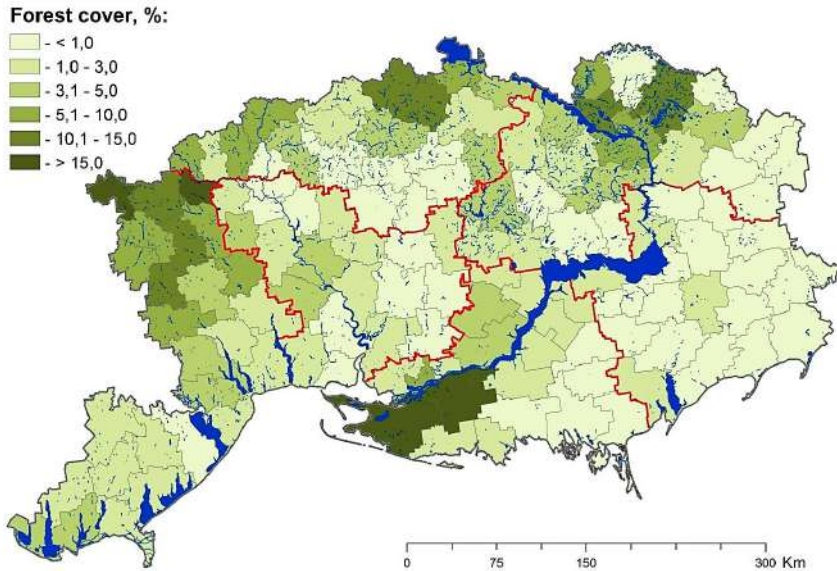 Forest cover, %:
- < 1,0
- 1,0 - 3,0
- 3,1 - 5,0
- 5,1 - 10,0
- 10,1 - 15,0
- > 15,0
0 75 150 300 Km